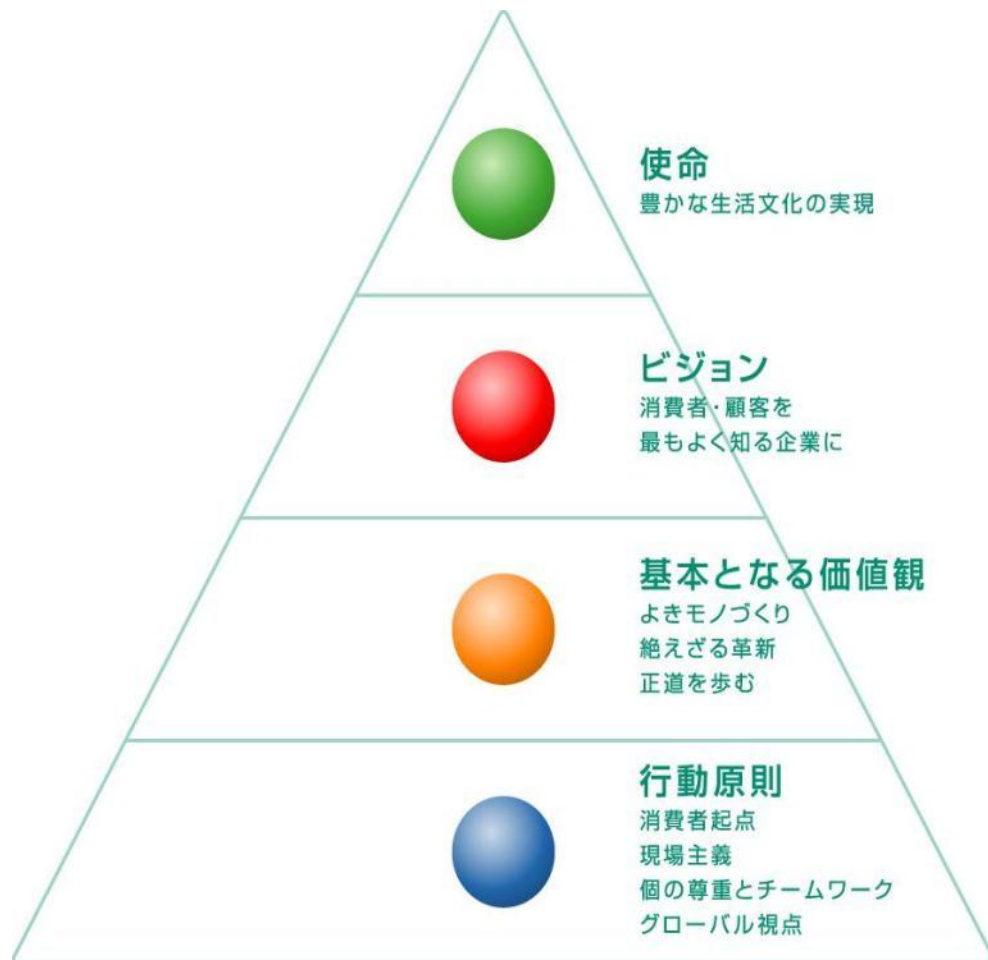 使命
豊かな生活文化の実現
ビジョン
消費者・顧客を
最もよく知る企業に
基本となる価値観
よきモノづくり
絶えざる革新
正道を歩む
行動原則
消費者起点
現場主義
個の尊重とチームワーク
グローバル視点